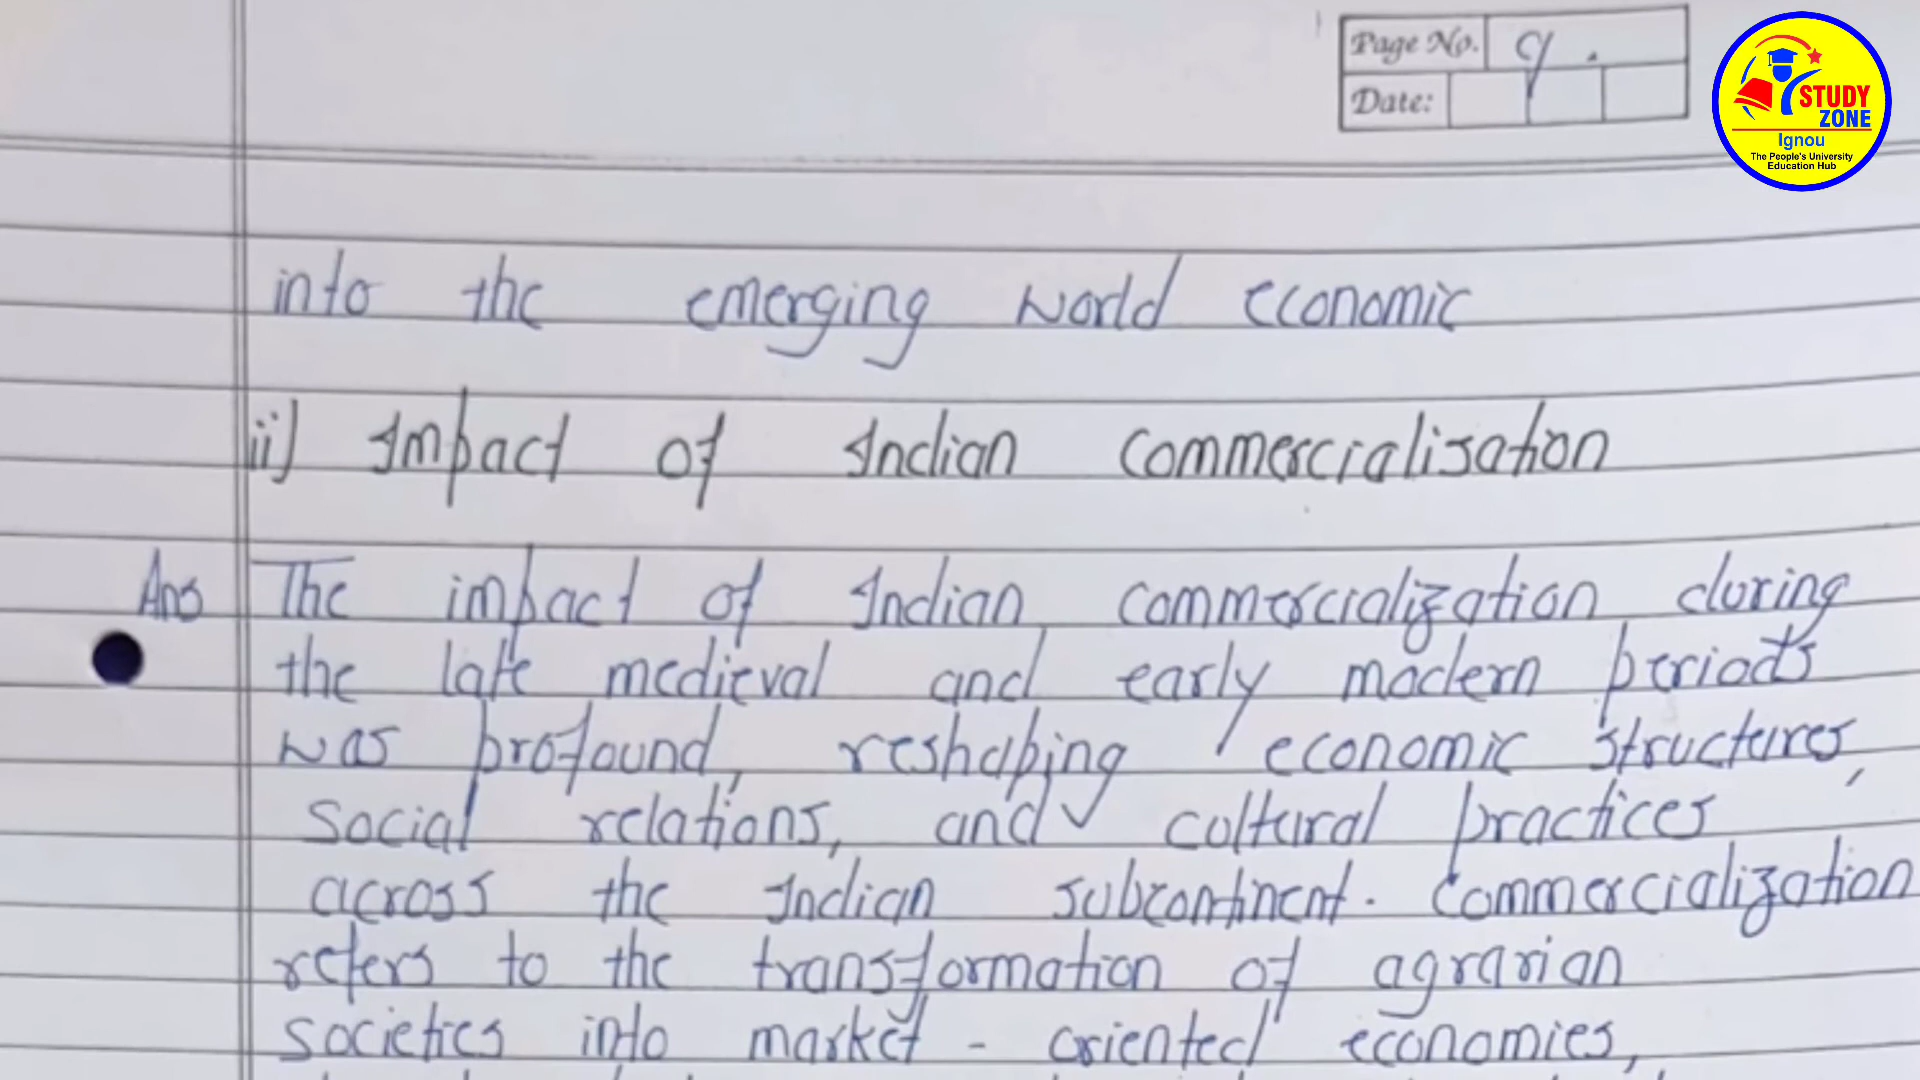 Page No. 9.
Date:
STUDY
ZONE
Ignou
The People's University
Education Hub
into the emerging world economic
ii) Impact of Indian Commercialisation
Ans The impact of Indian commercialization during
the late medieval and early modern periods
was profound, reshaping economic structures,
social relations, and cultural practices
across the Indian subcontinent. Commercialization
refers to the transformation of agrarian
societies into market - oriented economies,